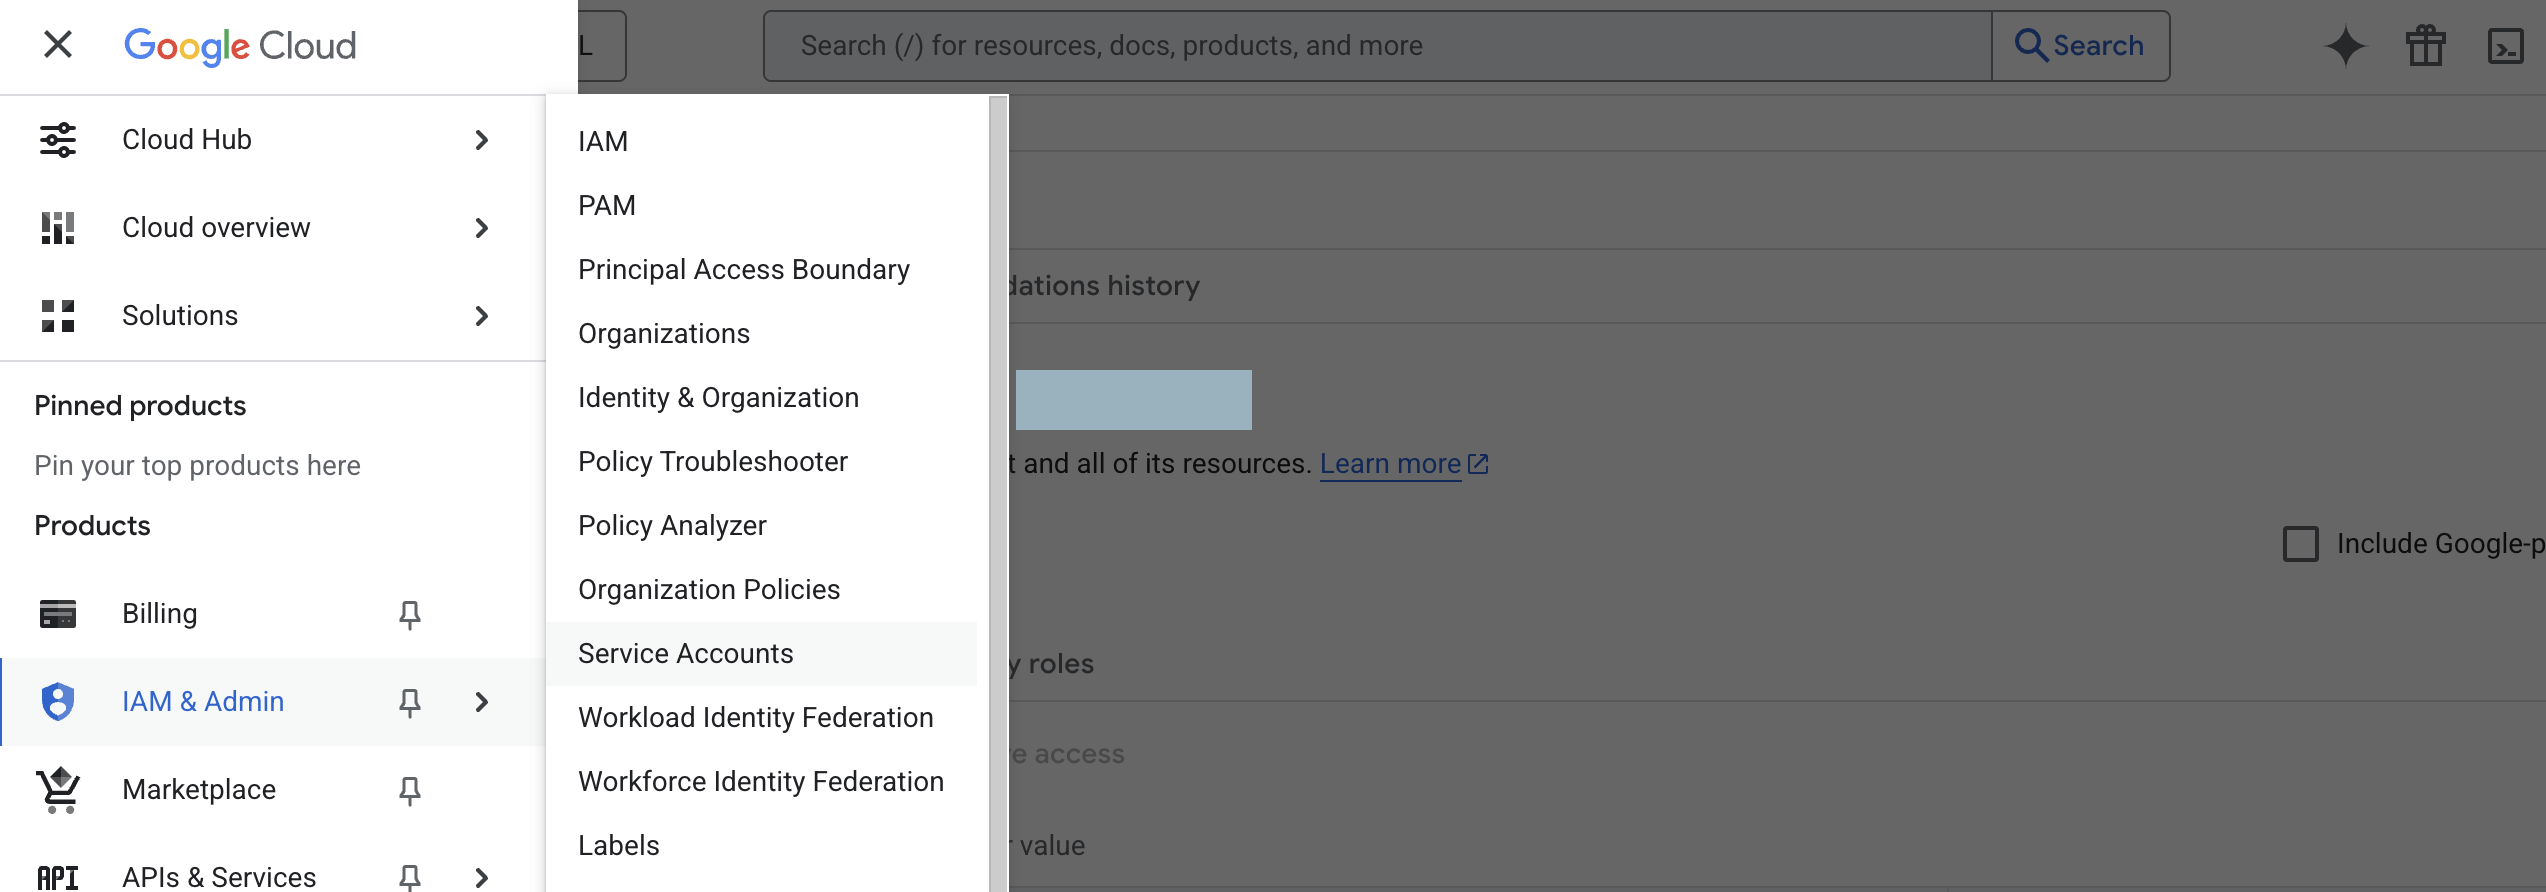 Google Cloud
L
Search (/) for resources, docs, products, and more
Search
Cloud Hub
Cloud overview
Solutions
Pinned products
Pin your top products here
Products
Billing
IAM & Admin
Marketplace
API
APIs & Services
IAM
PAM
Principal Access Boundary
Organizations
Identity & Organization
Policy Troubleshooter
Policy Analyzer
Organization Policies
Service Accounts
Workload Identity Federation
Workforce Identity Federation
Labels
dations history
t and all of its resources. Learn more
Include Google-p
y roles
e access
r value